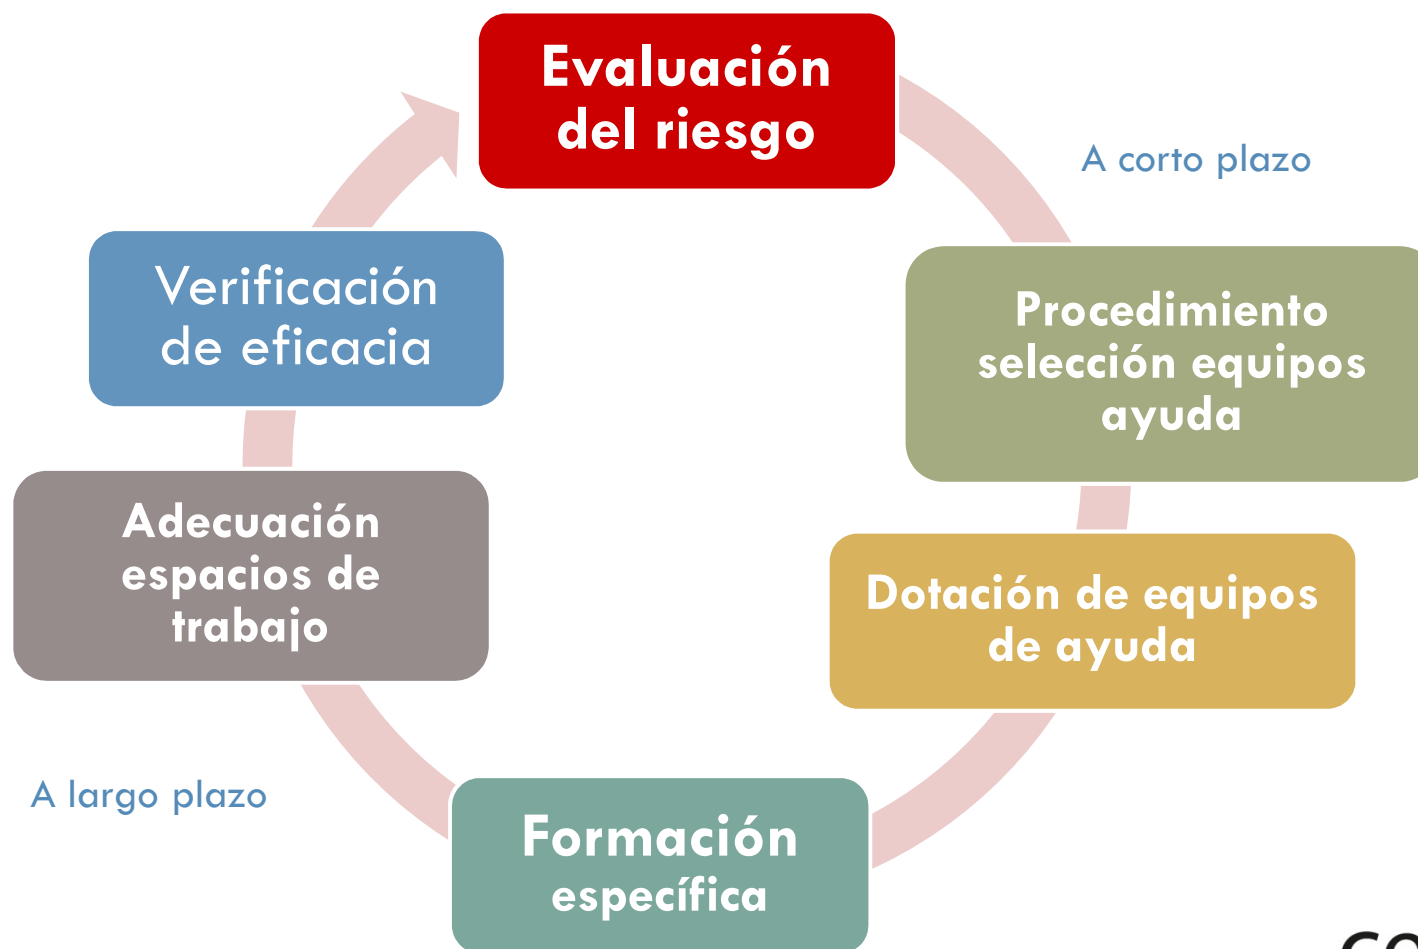 Evaluación
del riesgo
A corto plazo
Procedimiento
selección equipos
ayuda
Dotación de equipos
de ayuda
Formación
específica
A largo plazo
Adecuación
espacios de
trabajo
Verificación
de eficacia